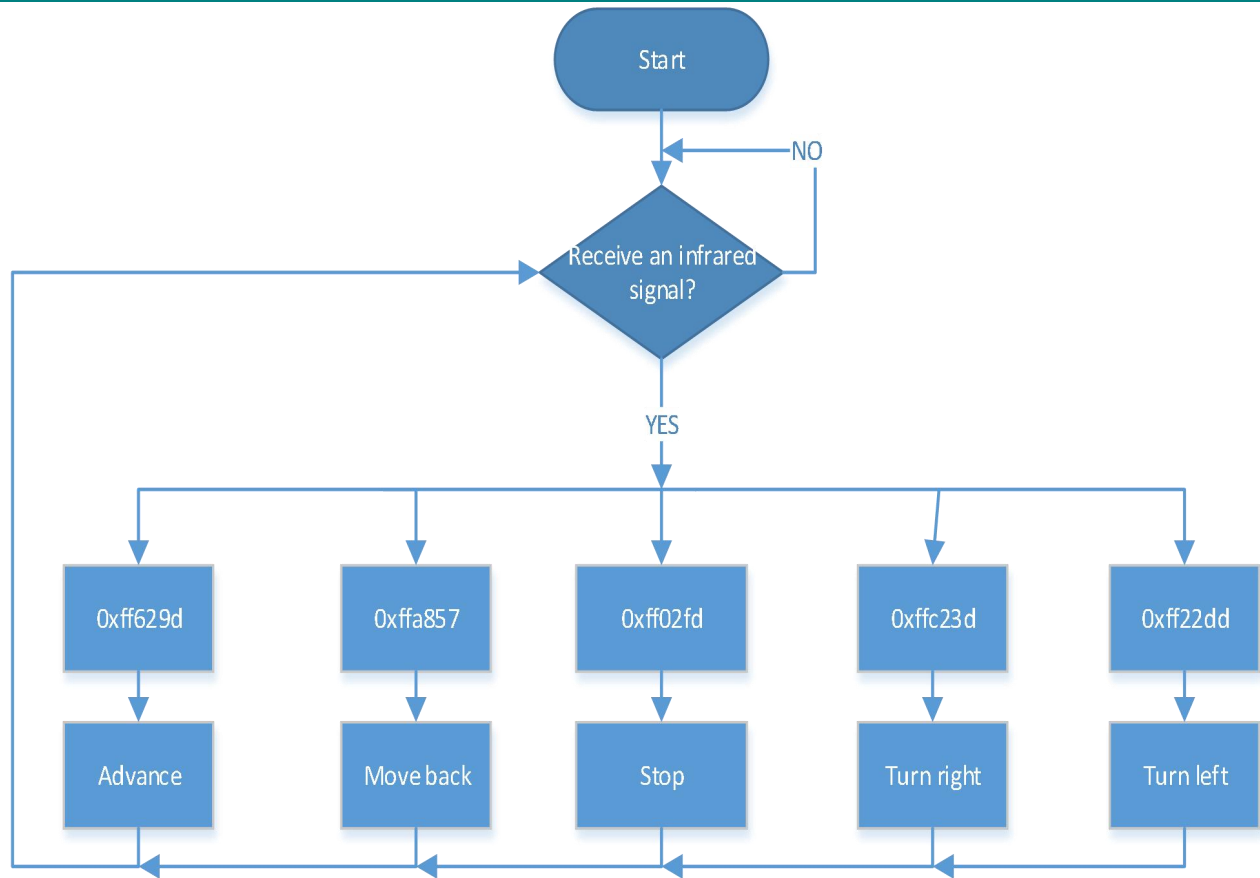 Start
NO
Receive an infrared
signal?
YES
0xff629d
0xffa857
0xff02fd
0xffc23d
0xff22dd
Advance
Move back
Stop
Turn right
Turn left